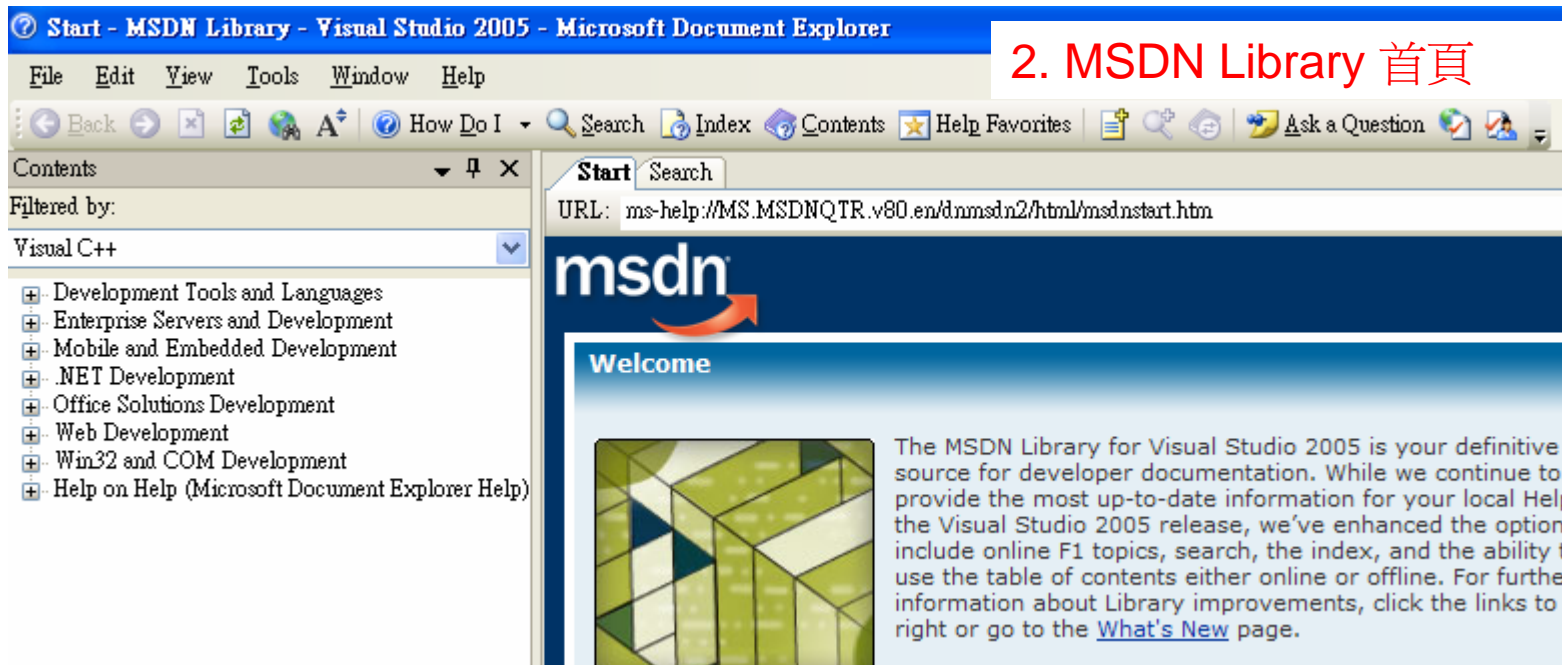 Start - MSDN Library - Visual Studio 2005 - Microsoft Document Explorer
2. MSDN Library 首頁
File Edit View Tools Window Help
Back How Do I Search Index Contents Help Favorites Ask a Question
Contents
Filtered by:
Visual C++
Development Tools and Languages
Enterprise Servers and Development
Mobile and Embedded Development
.NET Development
Office Solutions Development
Web Development
Win32 and COM Development
Help on Help (Microsoft Document Explorer Help)
Start Search
URL: ms-help://MS.MSDNQTR.v80.en/dnmsdn2/html/msdnstart.htm
msdn
Welcome
The MSDN Library for Visual Studio 2005 is your definitive
source for developer documentation. While we continue to
provide the most up-to-date information for your local Hel
the Visual Studio 2005 release, we've enhanced the option
include online F1 topics, search, the index, and the ability
use the table of contents either online or offline. For furthe
information about Library improvements, click the links to
right or go to the What's New page.